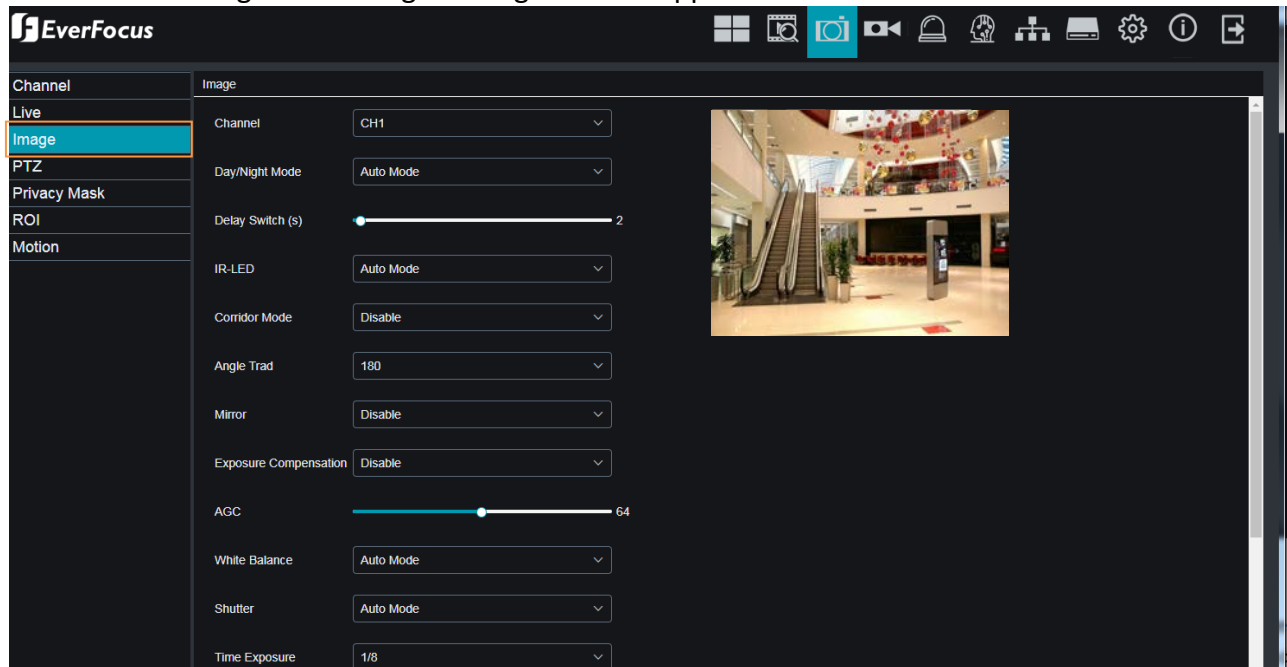 EverFocus
Channel
Live
Image
PTZ
Privacy Mask
ROI
Motion
Image
Channel CH1
Day/Night Mode Auto Mode
Delay Switch (s) 2
IR-LED Auto Mode
Corridor Mode Disable
Angle Trad 180
Mirror Disable
Exposure Compensation Disable
AGC 64
White Balance Auto Mode
Shutter Auto Mode
Time Exposure 1/8